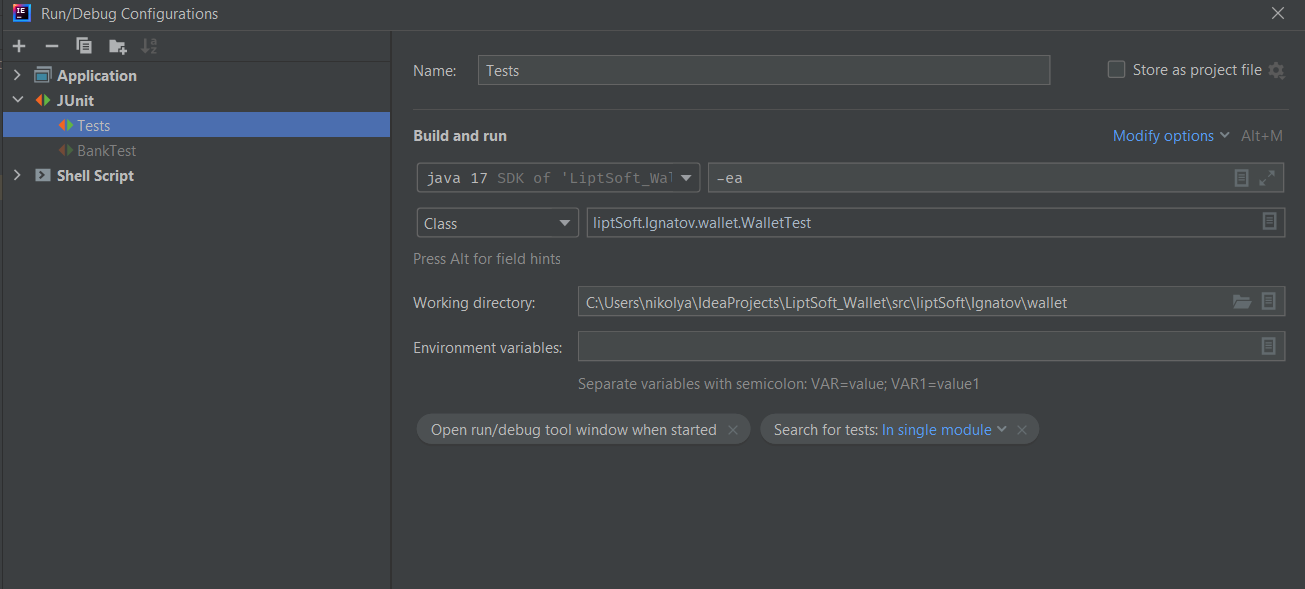 Run/Debug Configurations
Application
JUnit
Tests
BankTest
Shell Script
Name: Tests Store as project file
Build and run Modify options Alt+M
java 17 SDK of 'LiptSoft_Wal -ea
Class liptSoft.Ignatov.wallet.WalletTest
Press Alt for field hints
Working directory: C:\Users\nikolya\IdeaProjects\LiptSoft_Wallet\src\liptSoft\Ignatov\wallet
Environment variables:
Separate variables with semicolon: VAR=value; VAR1=value1
Open run/debug tool window when started Search for tests: In single module